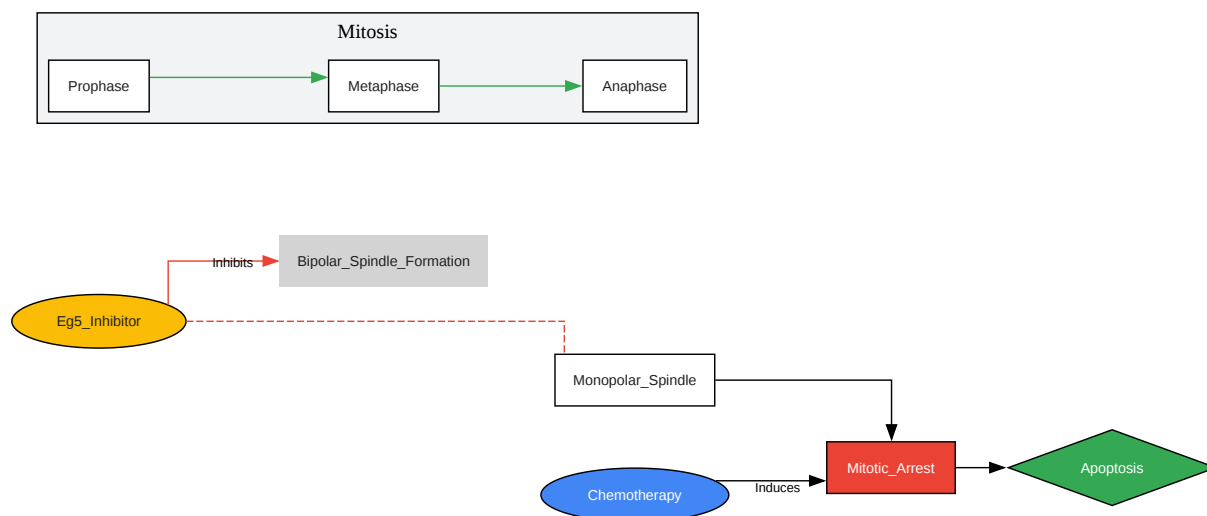 Mitosis
Prophase
Metaphase
Anaphase
Inhibits
Bipolar_Spindle_Formation
Eg5_Inhibitor
Monopolar_Spindle
Mitotic_Arrest
Apoptosis
Chemotherapy
Induces